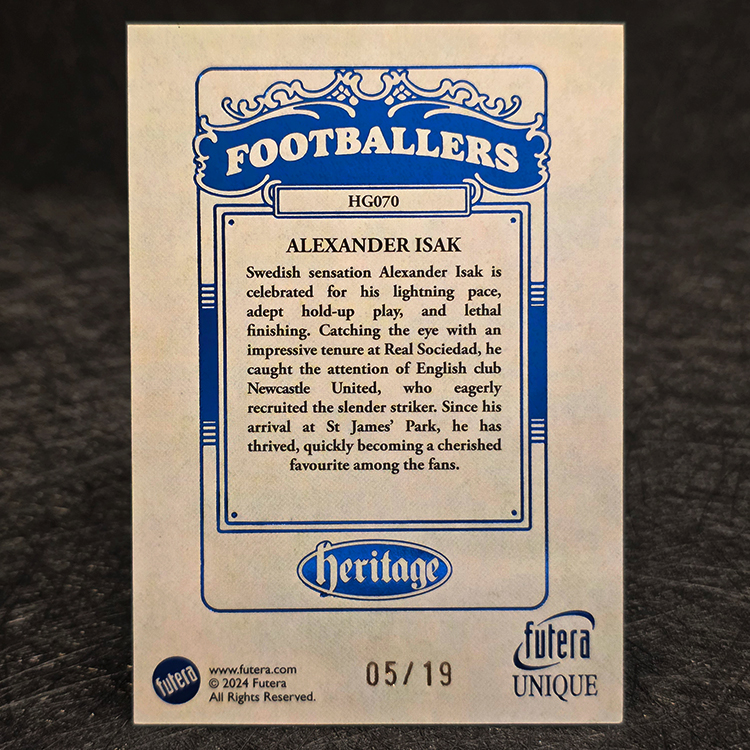 FOOTBALLERS
HG070
ALEXANDER ISAK
Swedish sensation Alexander Isak is
celebrated for his lightning pace,
adept hold-up play, and lethal
finishing. Catching the eye with an
impressive tenure at Real Sociedad, he
caught the attention of English club
Newcastle United, who eagerly
recruited the slender striker. Since his
arrival at St James' Park, he has
thrived, quickly becoming a cherished
favourite among the fans.
heritage
futera
www.futera.com
© 2024 Futera
All Rights Reserved.
05/19
futera
UNIQUE